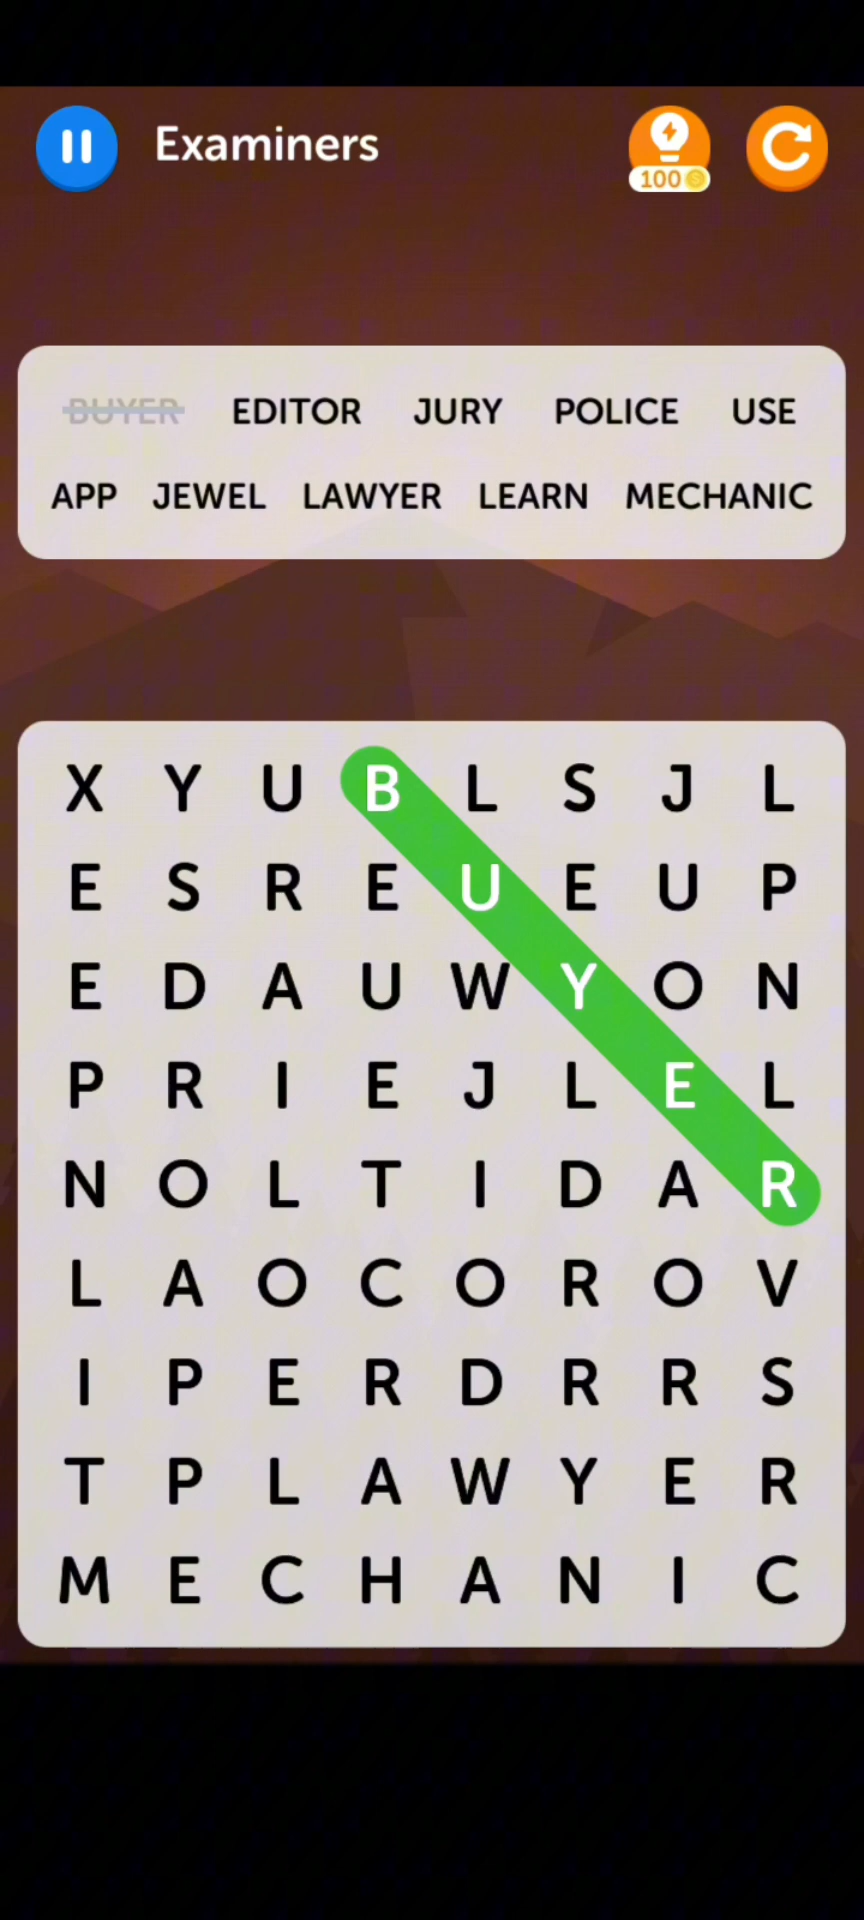 Examiners
100
BUYER EDITOR JURY POLICE USE
APP JEWEL LAWYER LEARN MECHANIC
X Y U B L S J L
E S R E U E U P
E D A U W Y O N
P R I E J L E L
N O L T I D A R
L A O C O R O V
I P E R D R R S
T P L A W Y E R
M E C H A N I C